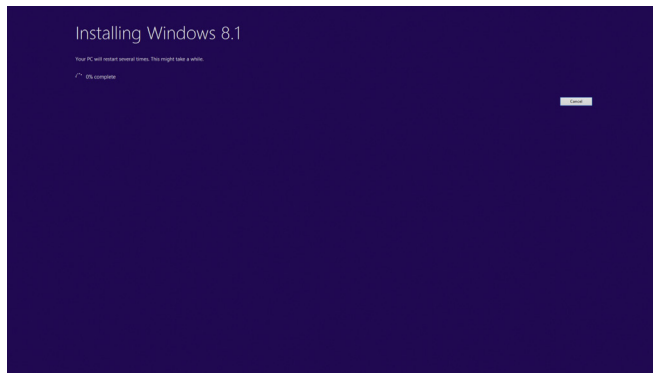 Installing Windows 8.1
Your PC will restart several times. This might take a while.
0% complete
Cancel